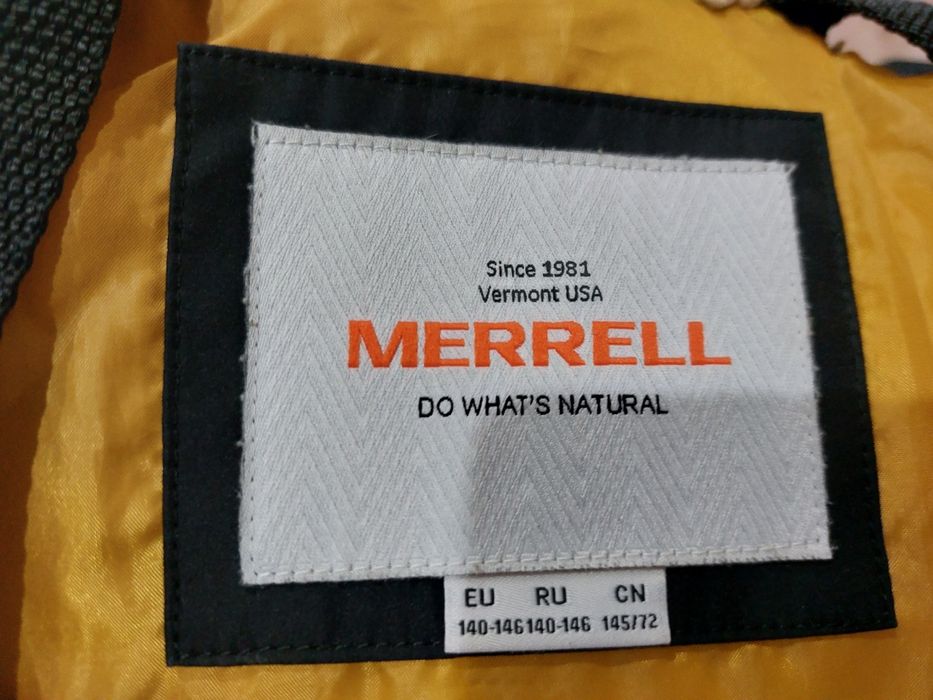 Since 1981
Vermont USA
MERRELL
DO WHAT'S NATURAL
EU RU CN
140-146 140-146 145/72